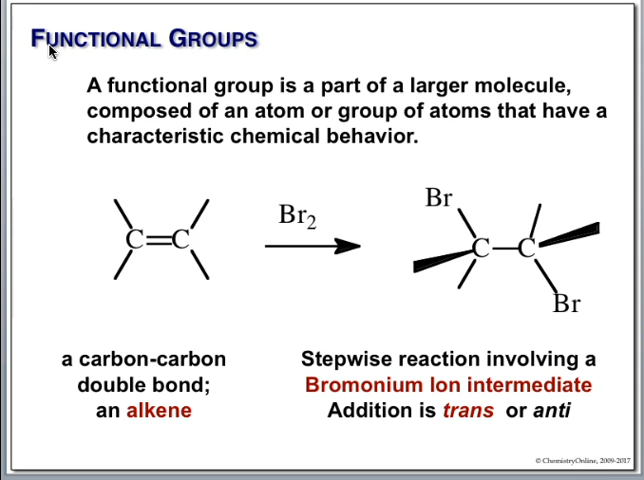 FUNCTIONAL GROUPS
A functional group is a part of a larger molecule,
composed of an atom or group of atoms that have a
characteristic chemical behavior.
Br
Br2
C=C
C-C
Br
a carbon-carbon
double bond;
an alkene
Stepwise reaction involving a
Bromonium Ion intermediate
Addition is trans or anti
© ChemistryOnline, 2009-2017